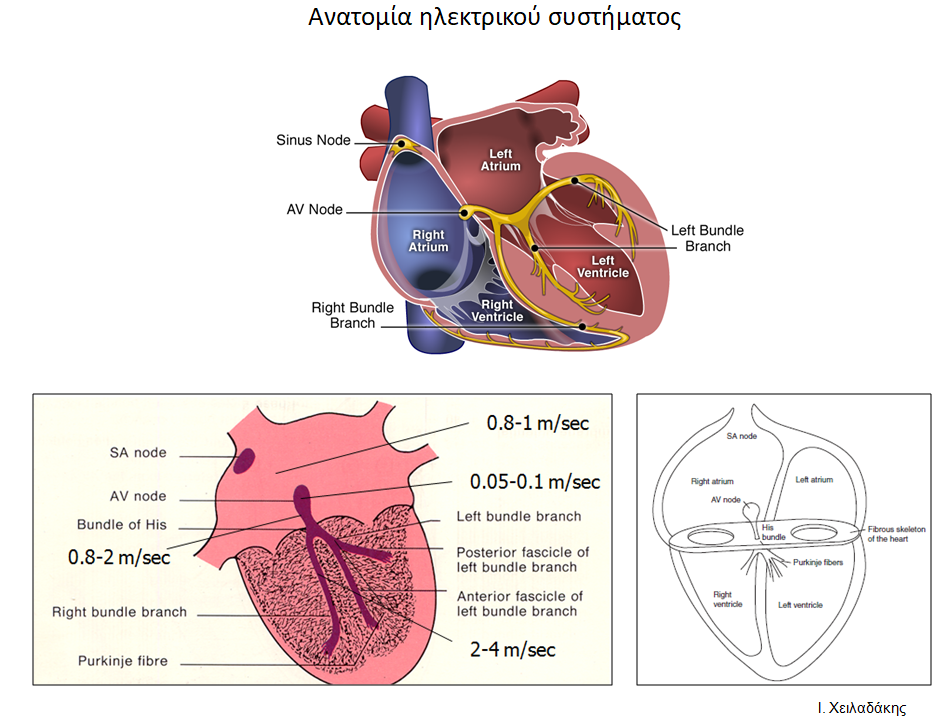 Ανατομία ηλεκτρικού συστήματος
Sinus Node
Left
Atrium
AV Node
Right
Atrium
Left Bundle
Branch
Left
Ventricle
Right Bundle
Branch
Right
Ventricle
0.8-1 m/sec
SA node
0.05-0.1 m/sec
AV node
Left bundle branch
Bundle of His
0.8-2 m/sec
Posterior fascicle of
left bundle branch
Anterior fascicle of
left bundle branch
Right bundle branch
2-4 m/sec
Purkinje fibre
SA node
Right atrium
Left atrium
AV node
His
bundle
Fibrous skeleton
of the heart
Purkinje fibers
Right
ventricle
Left ventricle
Ι. Χειλαδάκης